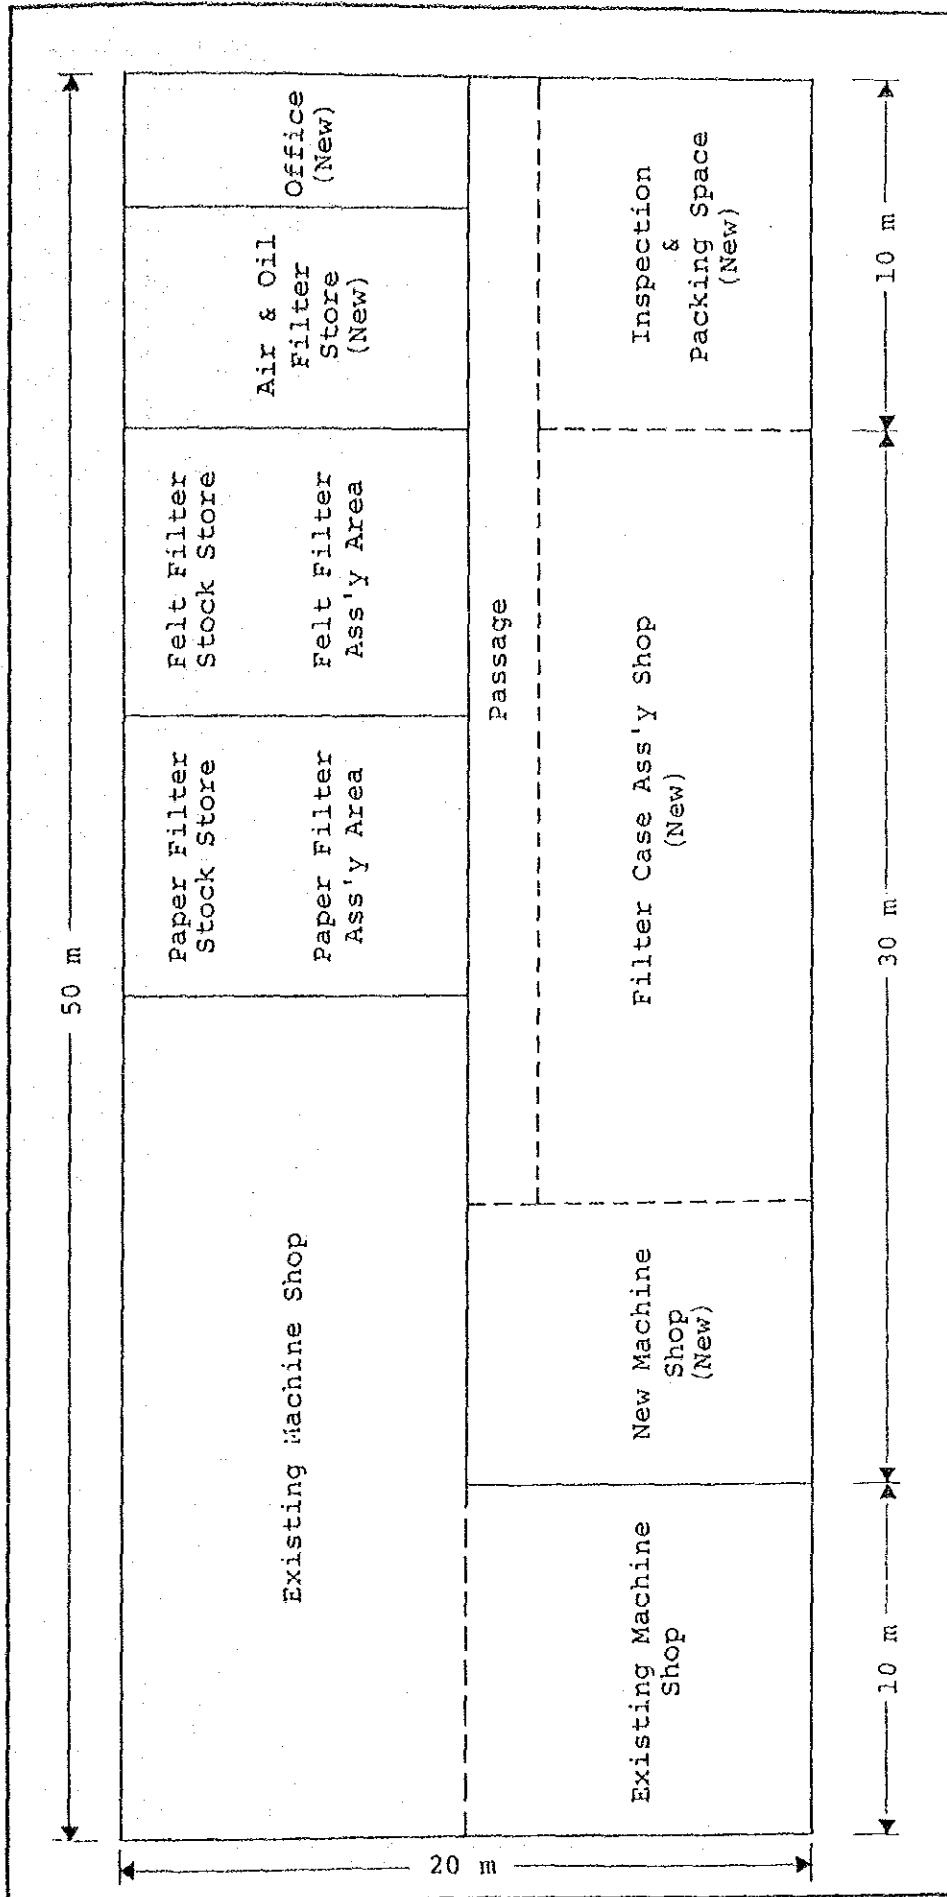 50 m
Existing Machine Shop
Paper Filter
Stock Store
Paper Filter
Ass'y Area
Felt Filter
Stock Store
Felt Filter
Ass'y Area
Air & Oil
Filter
Store
(New)
Office
(New)
Passage
Existing Machine
Shop
New Machine
Shop
(New)
Filter Case Ass'y Shop
(New)
Inspection
&
Packing Space
(New)
20 m
10 m
30 m
10 m